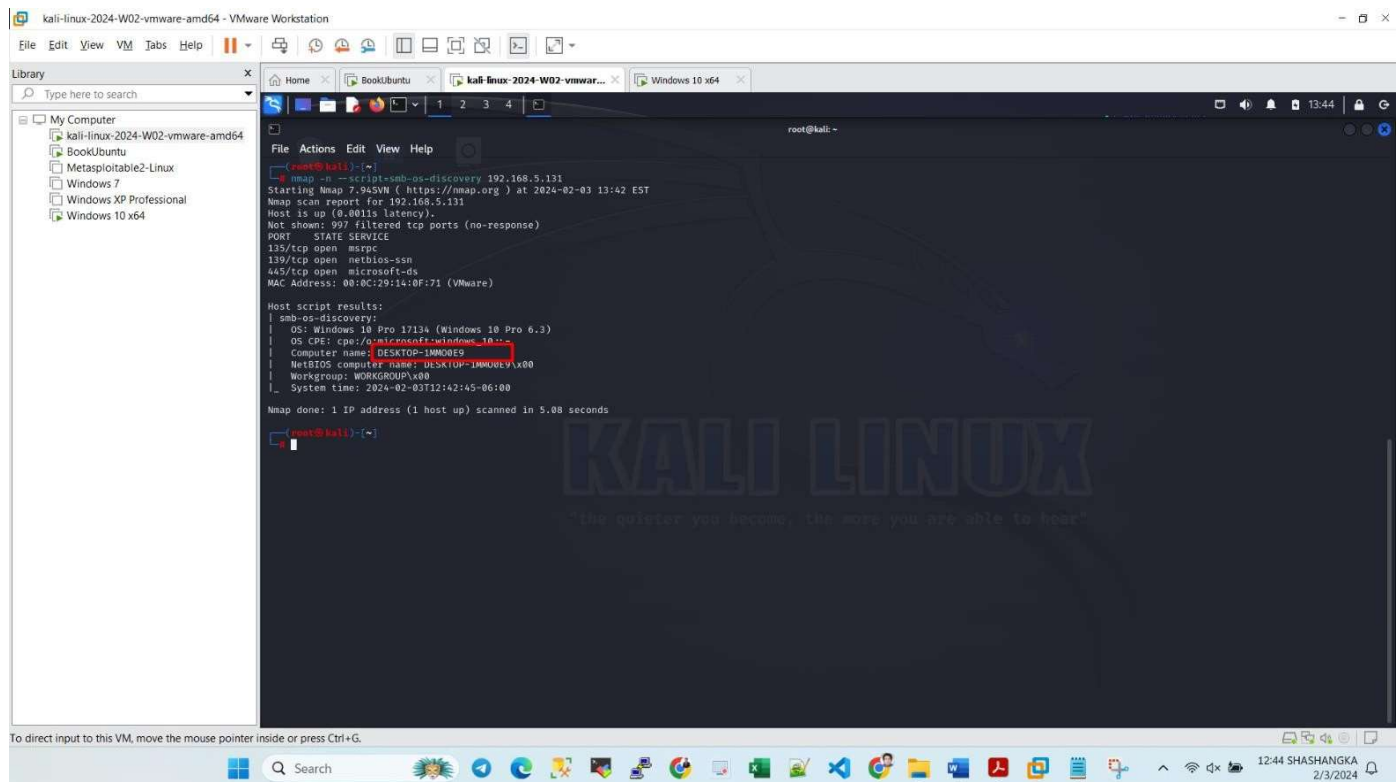 kali-linux-2024-W02-vmware-amd64 - VMware Workstation
File Edit View VM Tabs Help
Library
Type here to search
My Computer
kali-linux-2024-W02-vmware-amd64
BookUbuntu
Metasploitable2-Linux
Windows 7
Windows XP Professional
Windows 10 x64
Home BookUbuntu kali-linux-2024-W02-vmwar... Windows 10 x64
1 2 3 4 13:44
root@kali: ~
File Actions Edit View Help
(root㉿kali)-[~]
# nmap -n --script=smb-os-discovery 192.168.5.131
Starting Nmap 7.94SVN ( https://nmap.org ) at 2024-02-03 13:42 EST
Nmap scan report for 192.168.5.131
Host is up (0.0011s latency).
Not shown: 997 filtered tcp ports (no-response)
PORT STATE SERVICE
135/tcp open msrpc
139/tcp open netbios-ssn
445/tcp open microsoft-ds
MAC Address: 00:0C:29:14:0F:71 (VMware)
Host script results:
| smb-os-discovery:
| OS: Windows 10 Pro 17134 (Windows 10 Pro 6.3)
| OS CPE: cpe:/o:microsoft:windows_10::-
| Computer name: DESKTOP-1MMO0E9
| NetBIOS computer name: DESKTOP-1MMO0E9\x00
| Workgroup: WORKGROUP\x00
|_ System time: 2024-02-03T12:42:45-06:00
Nmap done: 1 IP address (1 host up) scanned in 5.08 seconds
(root㉿kali)-[~]
#
KALI LINUX
"the quieter you become, the more you are able to hear"
To direct input to this VM, move the mouse pointer inside or press Ctrl+G.
Search
12:44 SHASHANGKA
2/3/2024